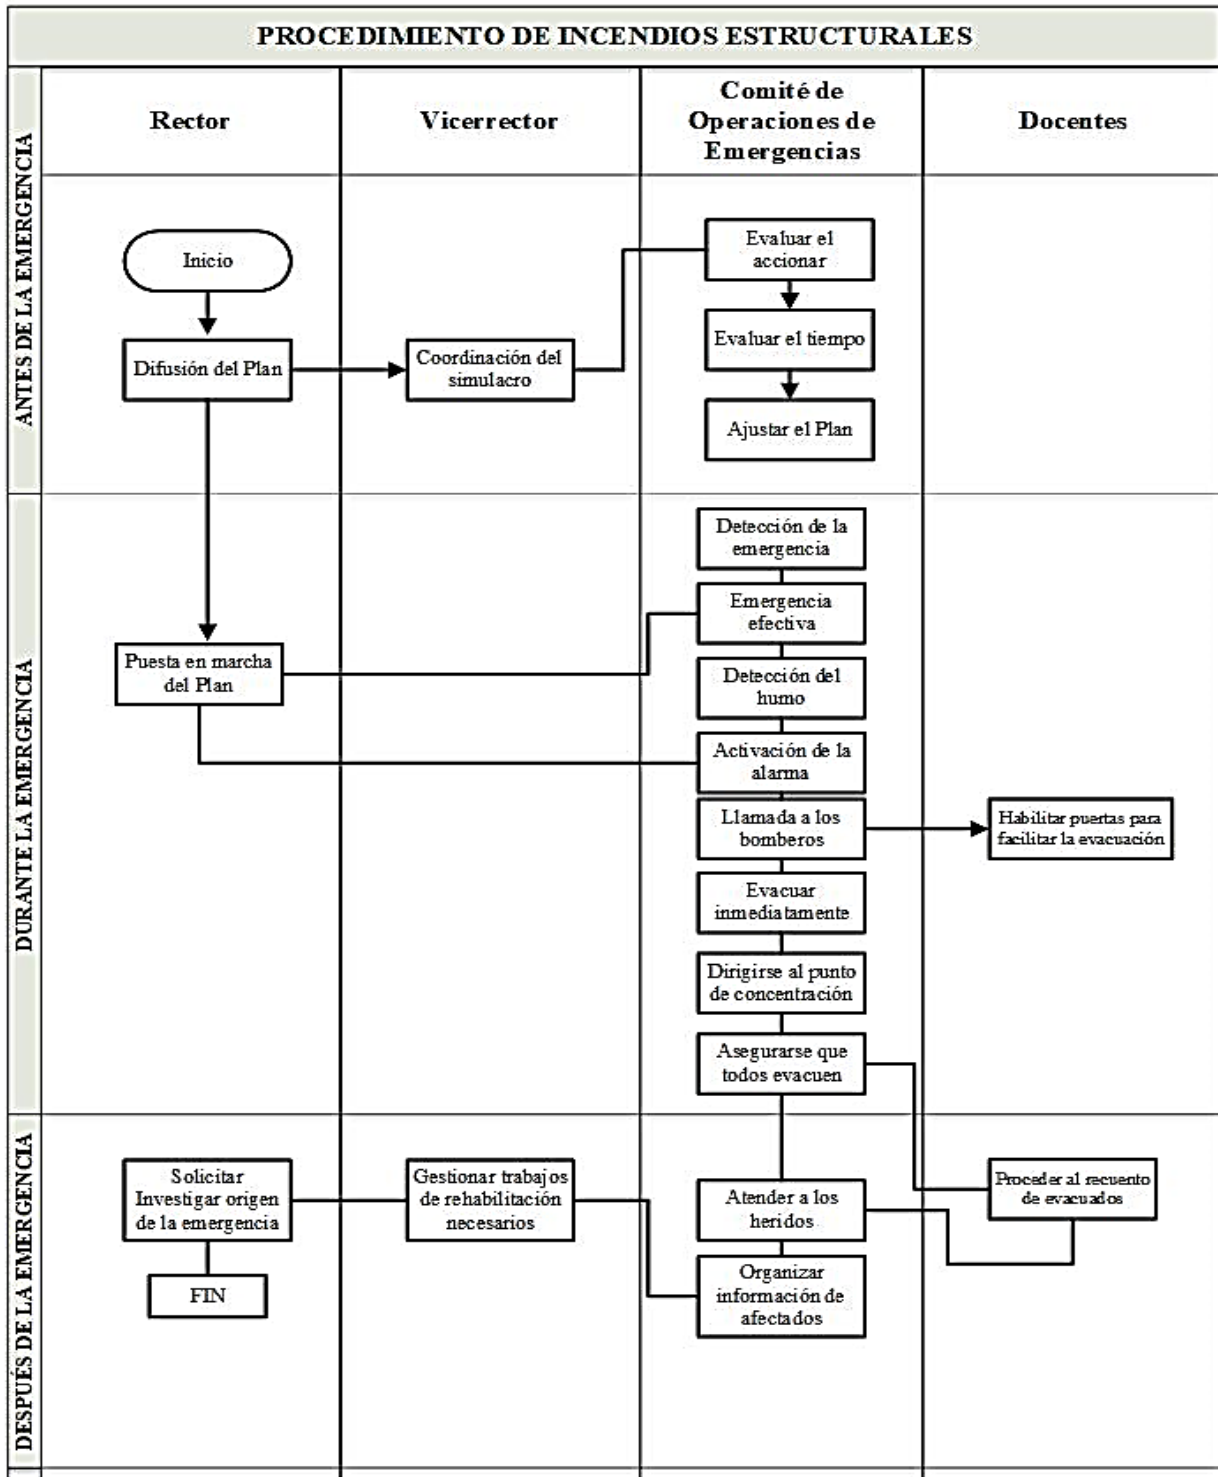 PROCEDIMIENTO DE INCENDIOS ESTRUCTURALES
Rector
Vicerrector
Comité de
Operaciones de
Emergencias
Docentes
ANTES DE LA EMERGENCIA
Inicio
Difusión del Plan
Coordinación del
simulacro
Evaluar el
accionar
Evaluar el tiempo
Ajustar el Plan
DURANTE LA EMERGENCIA
Puesta en marcha
del Plan
Detección de la
emergencia
Emergencia
efectiva
Detección del
humo
Activación de la
alarma
Llamada a los
bomberos
Habilitar puertas para
facilitar la evacuación
Evacuar
inmediatamente
Dirigirse al punto
de concentración
Asegurarse que
todos evacuen
DESPUÉS DE LA EMERGENCIA
Solicitar
Investigar origen
de la emergencia
FIN
Gestionar trabajos
de rehabilitación
necesarios
Atender a los
heridos
Organizar
información de
afectados
Proceder al recuento
de evacuados